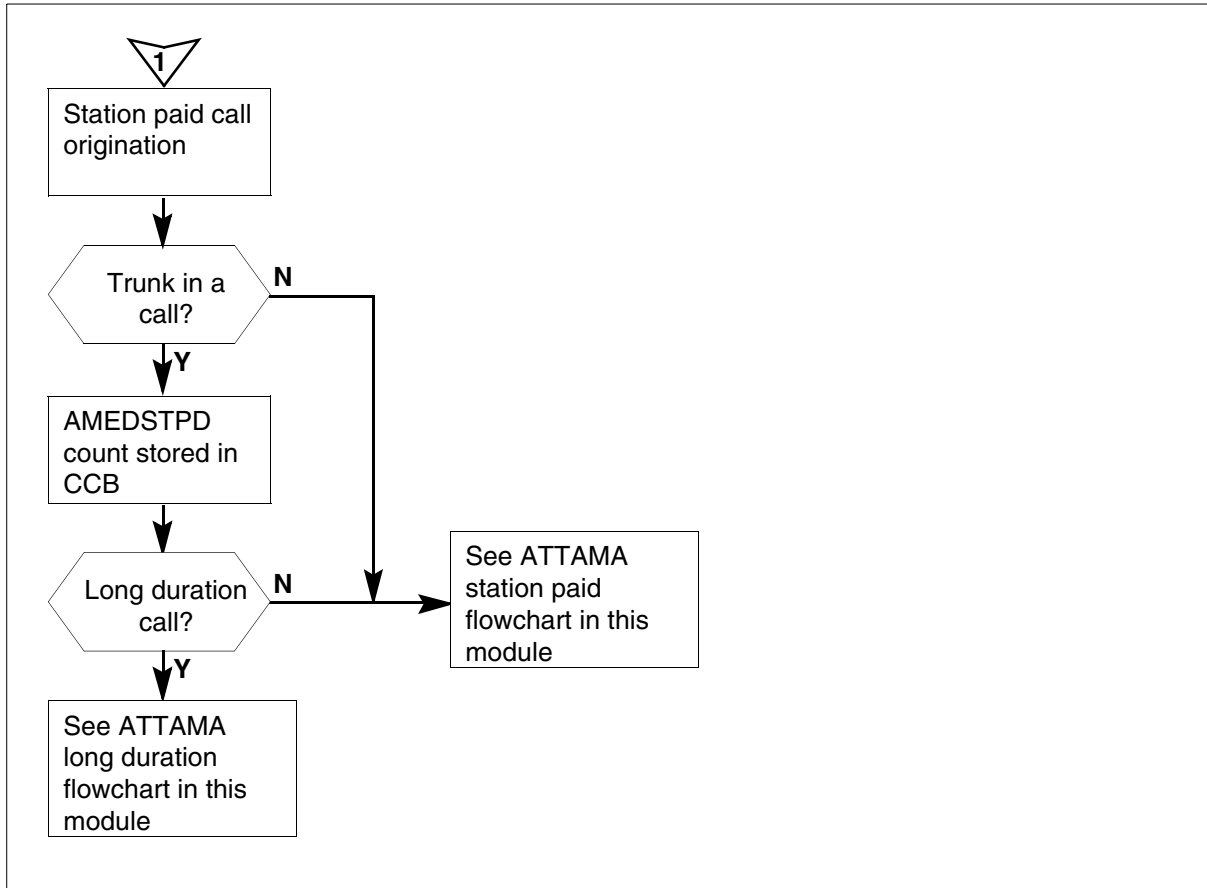 1
Station paid call
origination
Trunk in a
call?
N
Y
AMEDSTPD
count stored in
CCB
Long duration
call?
N
See ATTAMA
station paid
flowchart in this
module
Y
See ATTAMA
long duration
flowchart in this
module